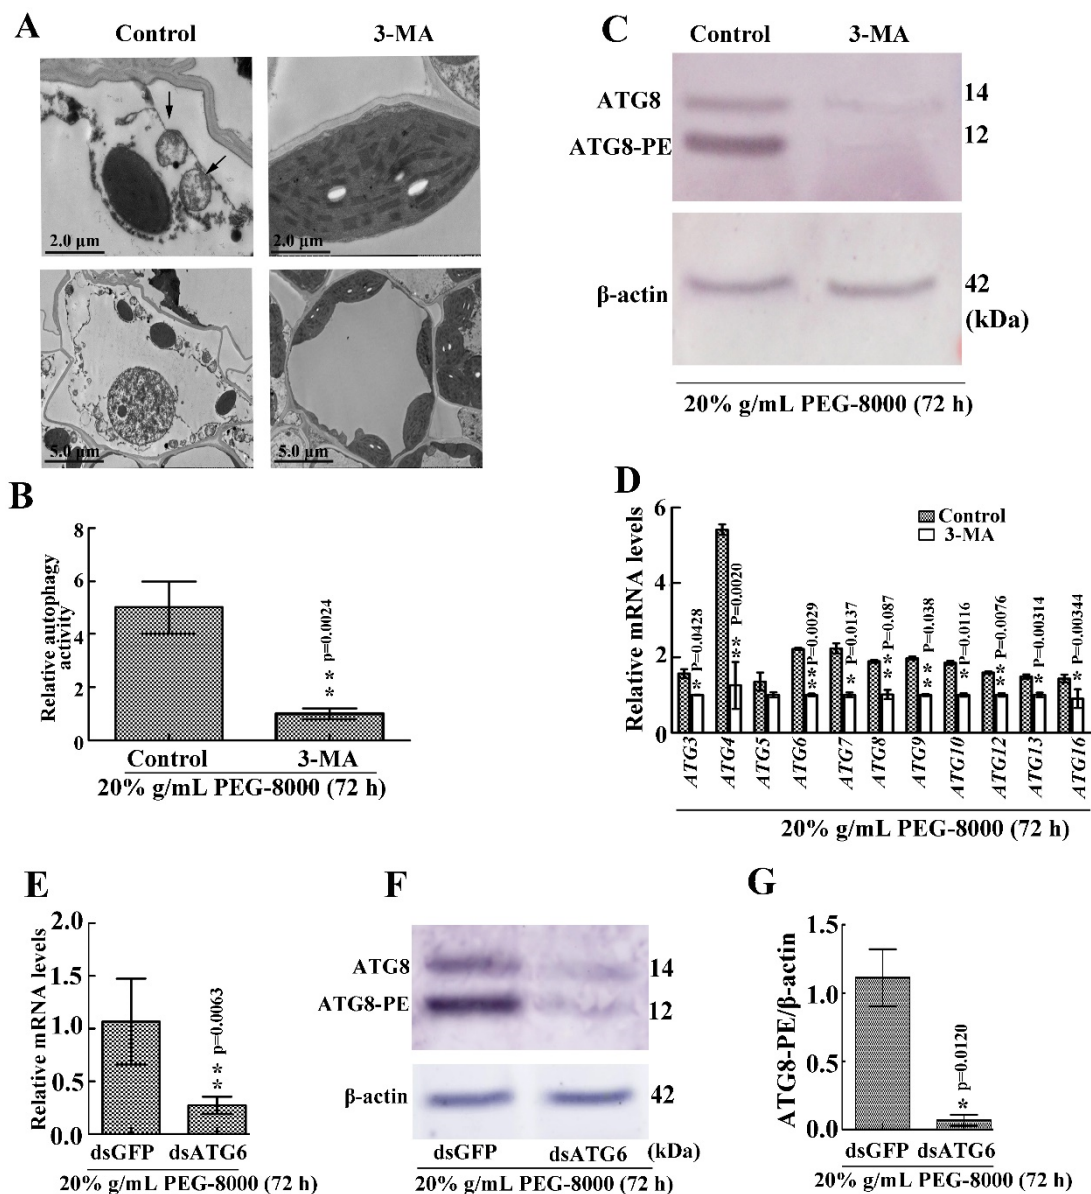 A
Control
3-MA
2.0 µm
2.0 µm
5.0 µm
5.0 µm
B
Relative autophagy
activity
8
6
4
2
0
* * p=0.0024
Control
3-MA
20% g/mL PEG-8000 (72 h)
C
Control
3-MA
ATG8
14
ATG8-PE
12
β-actin
42
(kDa)
20% g/mL PEG-8000 (72 h)
D
Relative mRNA levels
6
4
2
0
Control
3-MA
* P=0.0428
** P=0.0020
**P=0.0029
* P=0.0137
** P=0.087
** P=0.038
* P=0.0116
** P=0.0076
* P=0.00314
* P=0.00344
ATG3
ATG4
ATG5
ATG6
ATG7
ATG8
ATG9
ATG10
ATG12
ATG13
ATG16
20% g/mL PEG-8000 (72 h)
E
Relative mRNA levels
2.0
1.5
1.0
0.5
0.0
* * p=0.0063
dsGFP
dsATG6
20% g/mL PEG-8000 (72 h)
F
ATG8
14
ATG8-PE
12
β-actin
42
dsGFP
dsATG6
(kDa)
20% g/mL PEG-8000 (72 h)
G
ATG8-PE/β-actin
1.5
1.0
0.5
0.0
* p=0.0120
dsGFP
dsATG6
20% g/mL PEG-8000 (72 h)